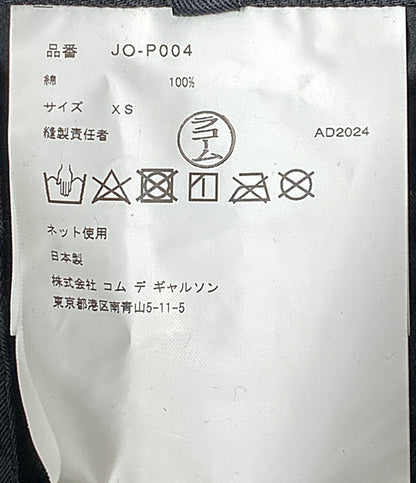 品番 JO-P004
綿 100%
サイズ XS
縫製責任者 ラコーム AD2024
ネット使用
日本製
株式会社 コム デ ギャルソン
東京都港区南青山5-11-5